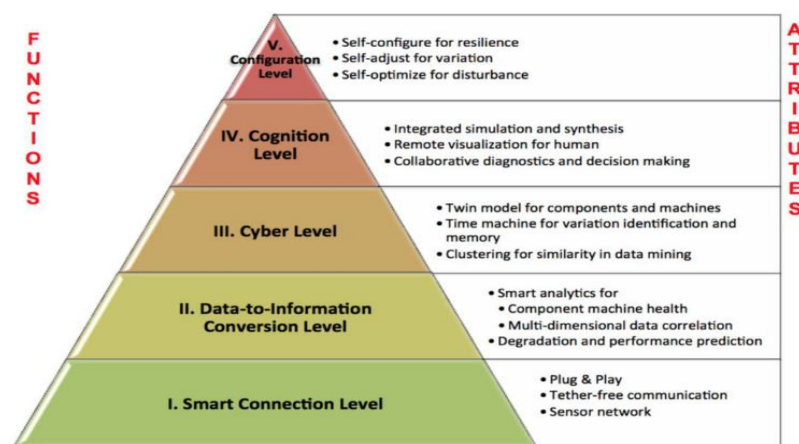 FUNCTIONS
ATTRIBUTES
V.
Configuration
Level
• Self-configure for resilience
• Self-adjust for variation
• Self-optimize for disturbance
IV. Cognition
Level
• Integrated simulation and synthesis
• Remote visualization for human
• Collaborative diagnostics and decision making
III. Cyber Level
• Twin model for components and machines
• Time machine for variation identification and
memory
• Clustering for similarity in data mining
II. Data-to-Information
Conversion Level
• Smart analytics for
• Component machine health
• Multi-dimensional data correlation
• Degradation and performance prediction
I. Smart Connection Level
• Plug & Play
• Tether-free communication
• Sensor network